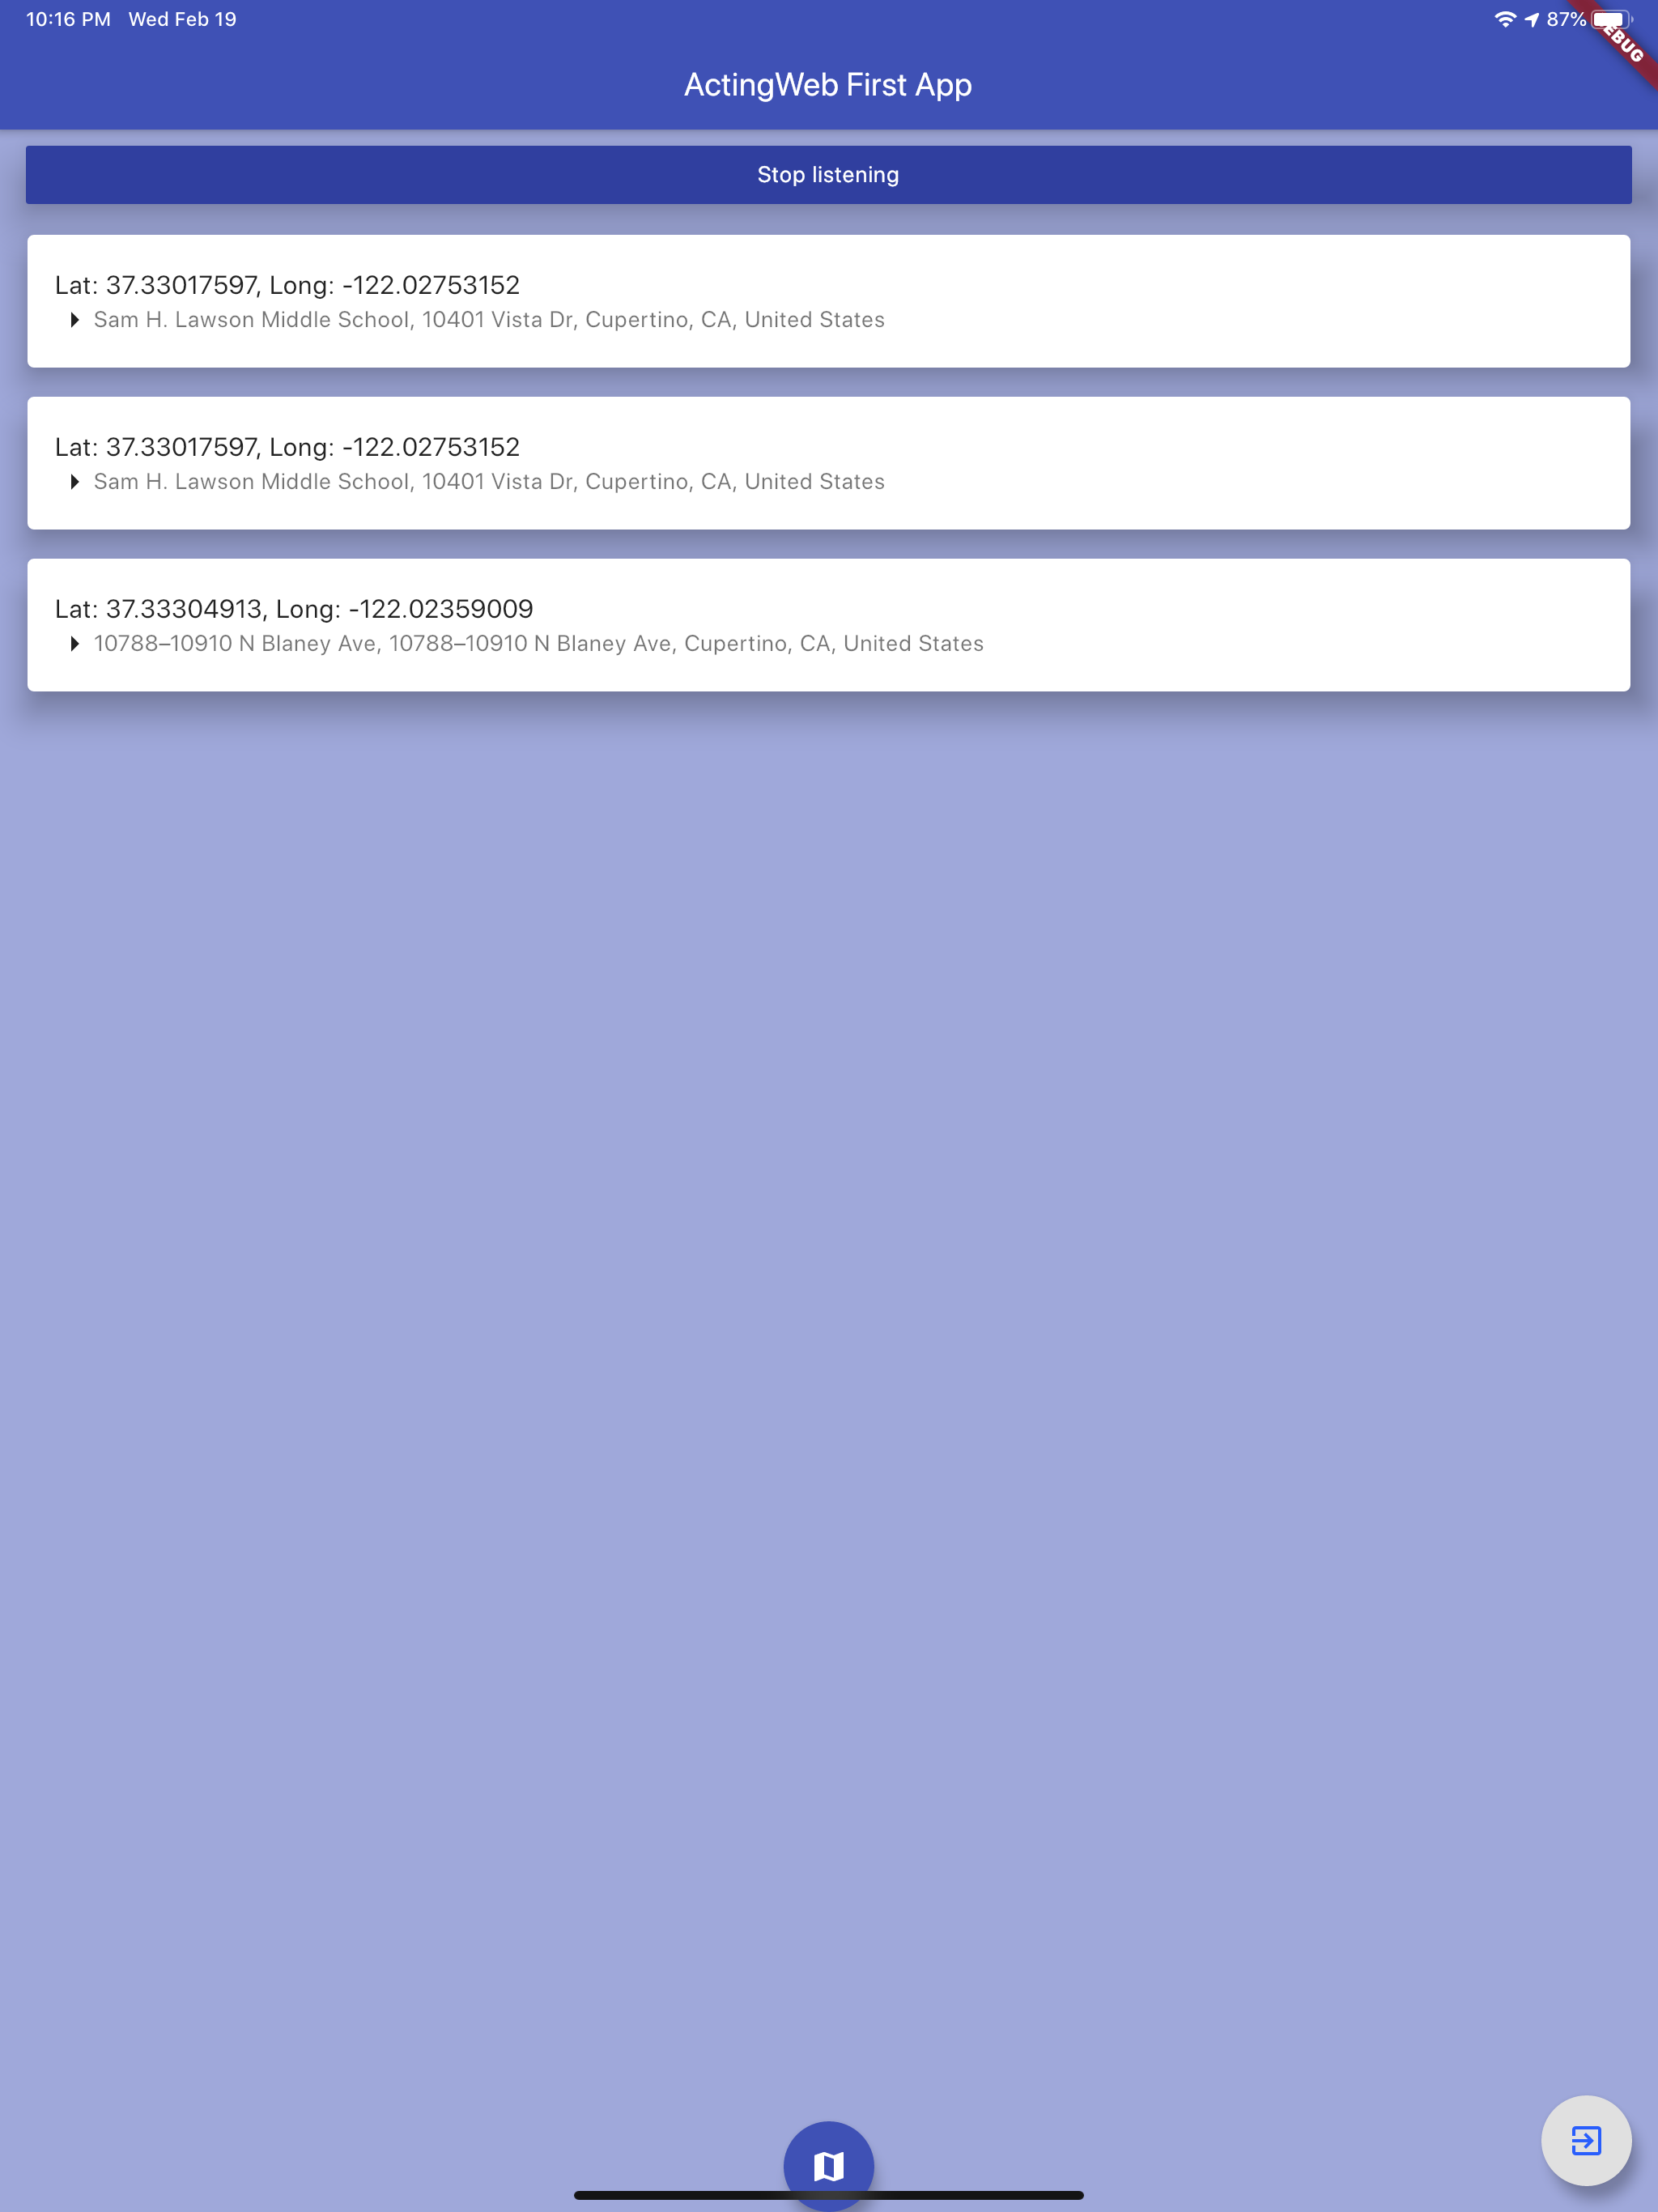 10:16 PM Wed Feb 19
87%
EBUG
ActingWeb First App
Stop listening
Lat: 37.33017597, Long: -122.02753152
Sam H. Lawson Middle School, 10401 Vista Dr, Cupertino, CA, United States
Lat: 37.33017597, Long: -122.02753152
Sam H. Lawson Middle School, 10401 Vista Dr, Cupertino, CA, United States
Lat: 37.33304913, Long: -122.02359009
10788–10910 N Blaney Ave, 10788–10910 N Blaney Ave, Cupertino, CA, United States